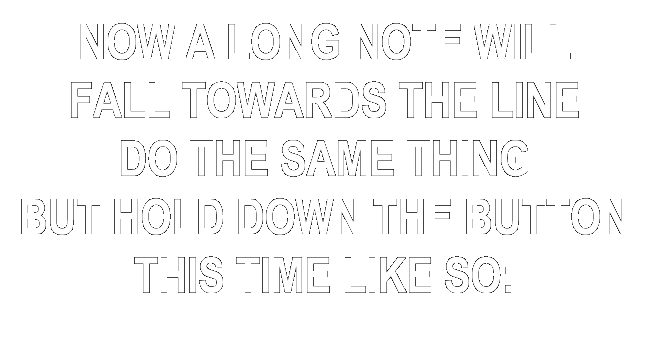 NOW A LONG NOTE WILL
FALL TOWARDS THE LINE
DO THE SAME THING
BUT HOLD DOWN THE BUTTON
THIS TIME LIKE SO: